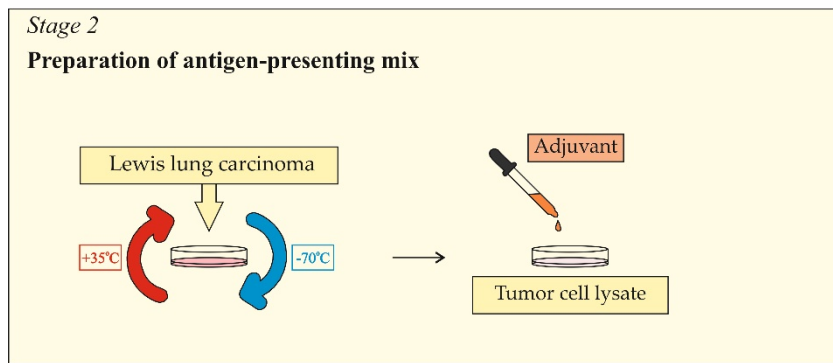 Stage 2
Preparation of antigen-presenting mix
Lewis lung carcinoma
Adjuvant
+35°C
-70°C
Tumor cell lysate